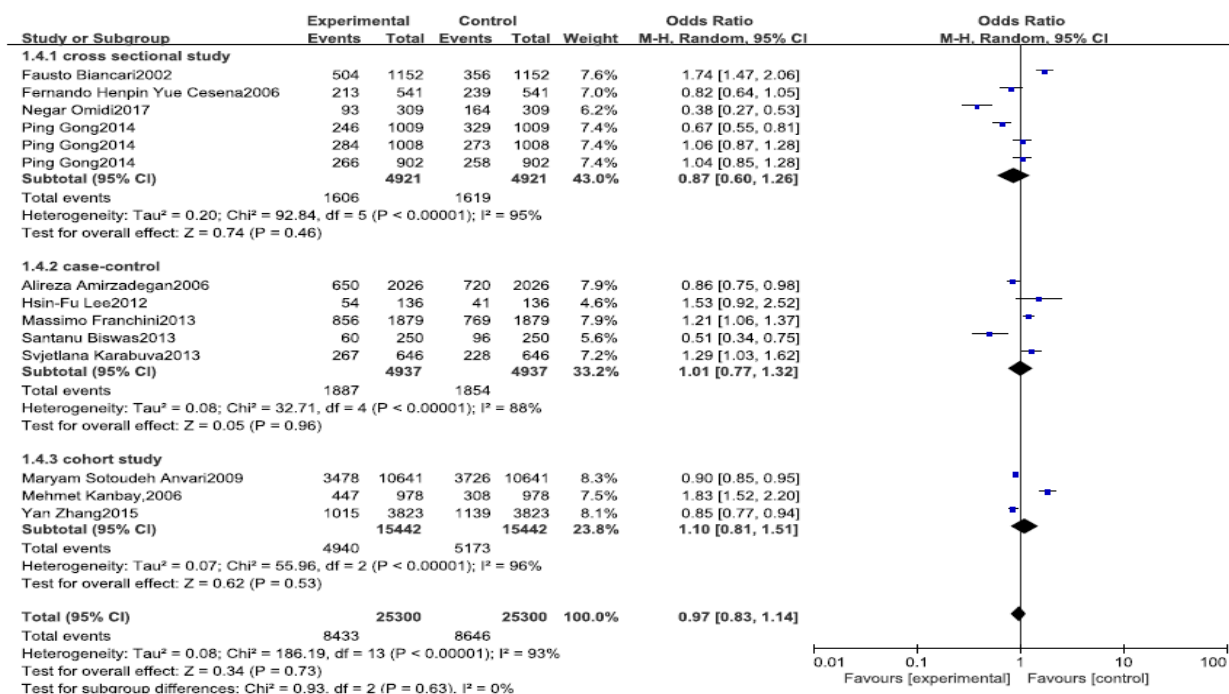 Experimental Control Odds Ratio Odds Ratio
Study or Subgroup Events Total Events Total Weight M-H, Random, 95% CI M-H, Random, 95% CI
1.4.1 cross sectional study
Fausto Biancari2002 504 1152 356 1152 7.6% 1.74 [1.47, 2.06]
Fernando Henpin Yue Cesena2006 213 541 239 541 7.0% 0.82 [0.64, 1.05]
Negar Omidi2017 93 309 164 309 6.2% 0.38 [0.27, 0.53]
Ping Gong2014 246 1009 329 1009 7.4% 0.67 [0.55, 0.81]
Ping Gong2014 284 1008 273 1008 7.4% 1.06 [0.87, 1.28]
Ping Gong2014 266 902 258 902 7.4% 1.04 [0.85, 1.28]
Subtotal (95% CI) 4921 4921 43.0% 0.87 [0.60, 1.26]
Total events 1606 1619
Heterogeneity: Tau² = 0.20; Chi² = 92.84, df = 5 (P < 0.00001); I² = 95%
Test for overall effect: Z = 0.74 (P = 0.46)
1.4.2 case-control
Alireza Amirzadegan2006 650 2026 720 2026 7.9% 0.86 [0.75, 0.98]
Hsin-Fu Lee2012 54 136 41 136 4.6% 1.53 [0.92, 2.52]
Massimo Franchini2013 856 1879 769 1879 7.9% 1.21 [1.06, 1.37]
Santanu Biswas2013 60 250 96 250 5.6% 0.51 [0.34, 0.75]
Svjetlana Karabuva2013 267 646 228 646 7.2% 1.29 [1.03, 1.62]
Subtotal (95% CI) 4937 4937 33.2% 1.01 [0.77, 1.32]
Total events 1887 1854
Heterogeneity: Tau² = 0.08; Chi² = 32.71, df = 4 (P < 0.00001); I² = 88%
Test for overall effect: Z = 0.05 (P = 0.96)
1.4.3 cohort study
Maryam Sotoudeh Anvari2009 3478 10641 3726 10641 8.3% 0.90 [0.85, 0.95]
Mehmet Kanbay,2006 447 978 308 978 7.5% 1.83 [1.52, 2.20]
Yan Zhang2015 1015 3823 1139 3823 8.1% 0.85 [0.77, 0.94]
Subtotal (95% CI) 15442 15442 23.8% 1.10 [0.81, 1.51]
Total events 4940 5173
Heterogeneity: Tau² = 0.07; Chi² = 55.96, df = 2 (P < 0.00001); I² = 96%
Test for overall effect: Z = 0.62 (P = 0.53)
Total (95% CI) 25300 25300 100.0% 0.97 [0.83, 1.14]
Total events 8433 8646
Heterogeneity: Tau² = 0.08; Chi² = 186.19, df = 13 (P < 0.00001); I² = 93%
Test for overall effect: Z = 0.34 (P = 0.73)
Test for subgroup differences: Chi² = 0.93, df = 2 (P = 0.63), I² = 0%
0.01 0.1 1 10 100
Favours [experimental] Favours [control]